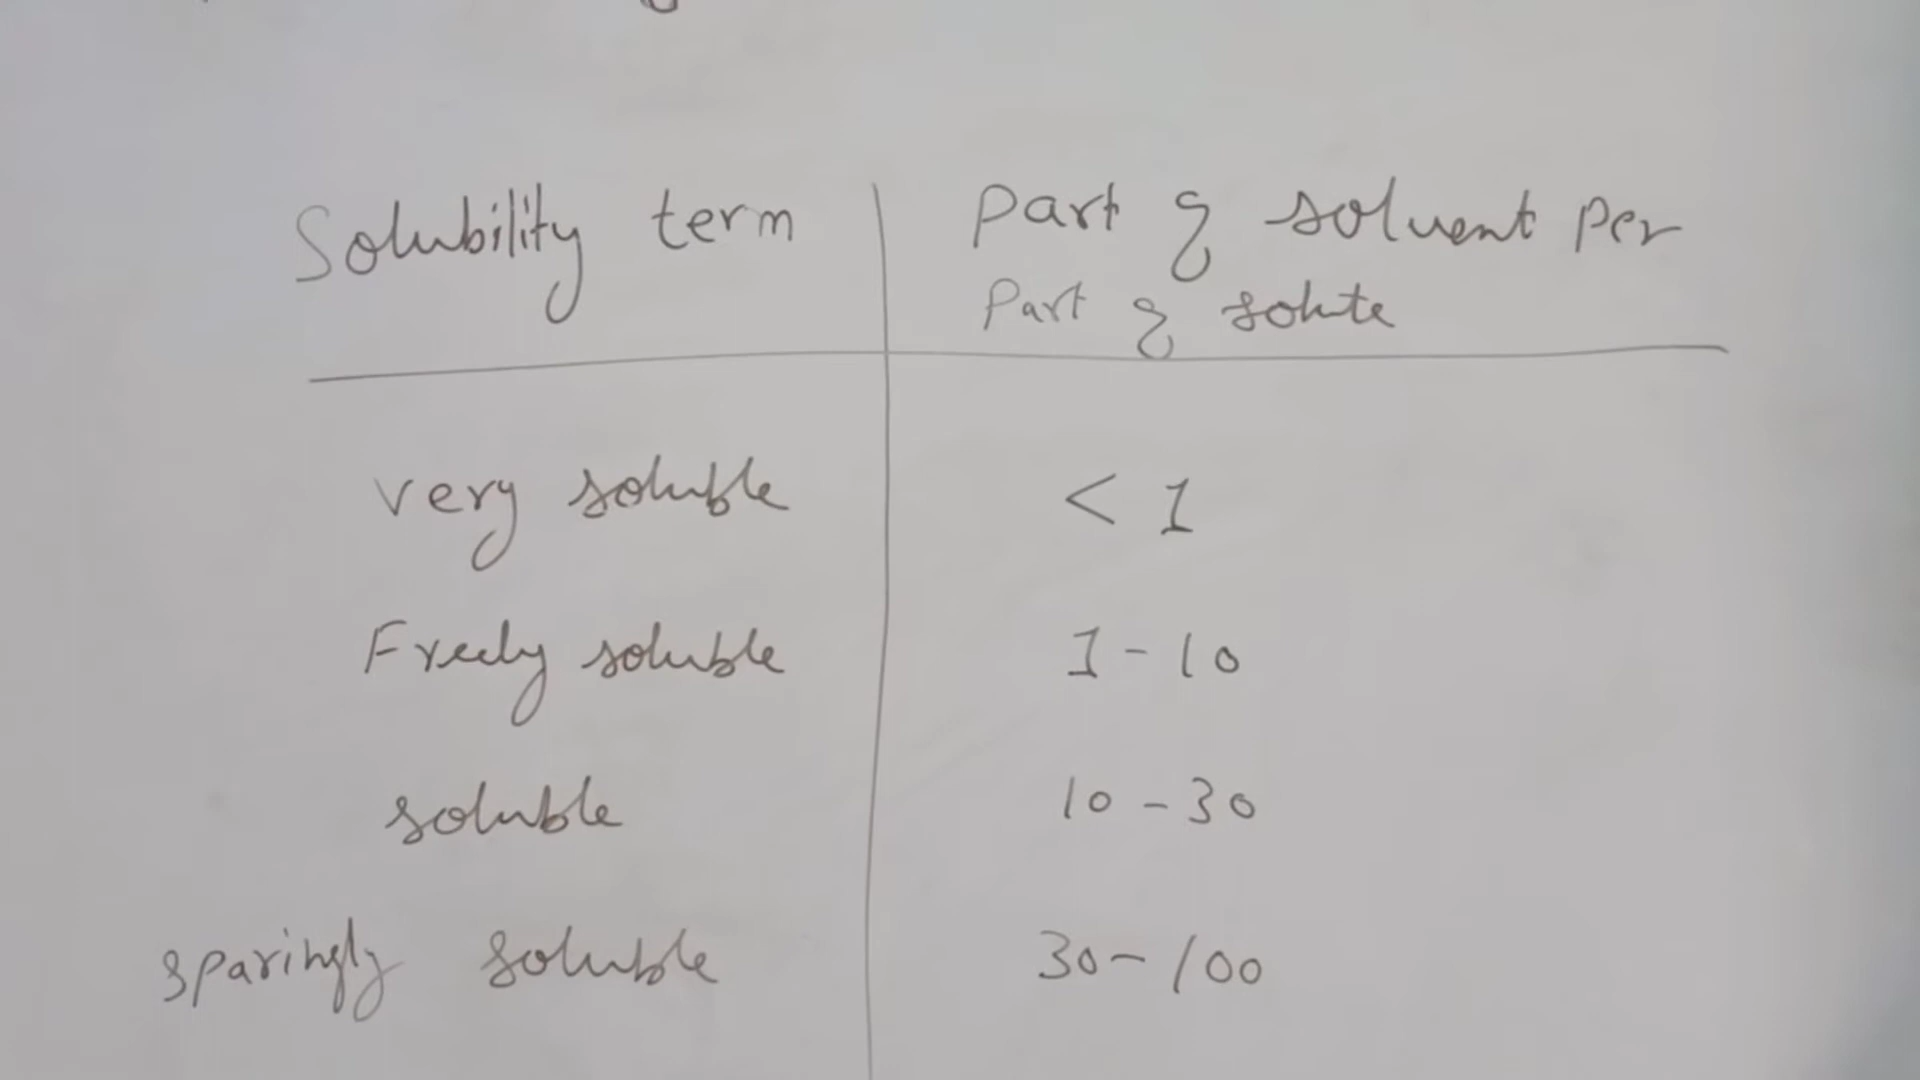 Solubility term
Part of solvent per
Part of solute
very soluble
< 1
Freely soluble
1-10
soluble
10-30
sparingly soluble
30-100